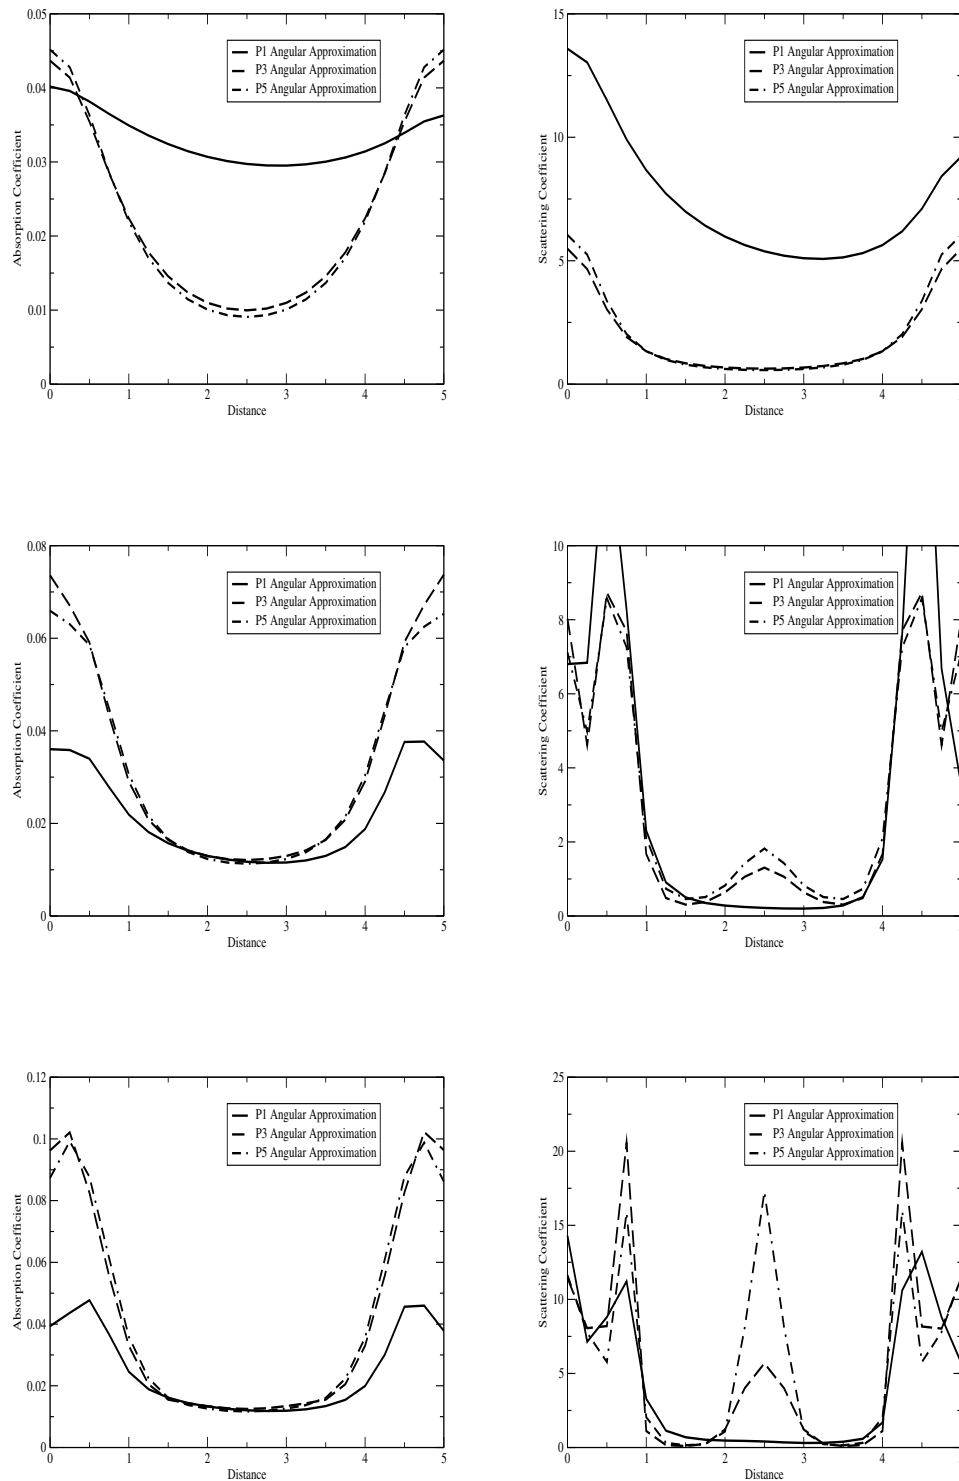 0.05
0.04
0.03
0.02
0.01
0
0
1
2
3
4
5
Absorption Coefficient
Distance
P1 Angular Approximation
P3 Angular Approximation
P5 Angular Approximation
15
10
5
0
0
1
2
3
4
Scattering Coefficient
Distance
P1 Angular Approximation
P3 Angular Approximation
P5 Angular Approximation
0.08
0.06
0.04
0.02
0
0
1
2
3
4
5
Absorption Coefficient
Distance
P1 Angular Approximation
P3 Angular Approximation
P5 Angular Approximation
10
8
6
4
2
0
0
1
2
3
4
Scattering Coefficient
Distance
P1 Angular Approximation
P3 Angular Approximation
P5 Angular Approximation
0.12
0.1
0.08
0.06
0.04
0.02
0
0
1
2
3
4
5
Absorption Coefficient
Distance
P1 Angular Approximation
P3 Angular Approximation
P5 Angular Approximation
25
20
15
10
5
0
0
1
2
3
4
Scattering Coefficient
Distance
P1 Angular Approximation
P3 Angular Approximation
P5 Angular Approximation